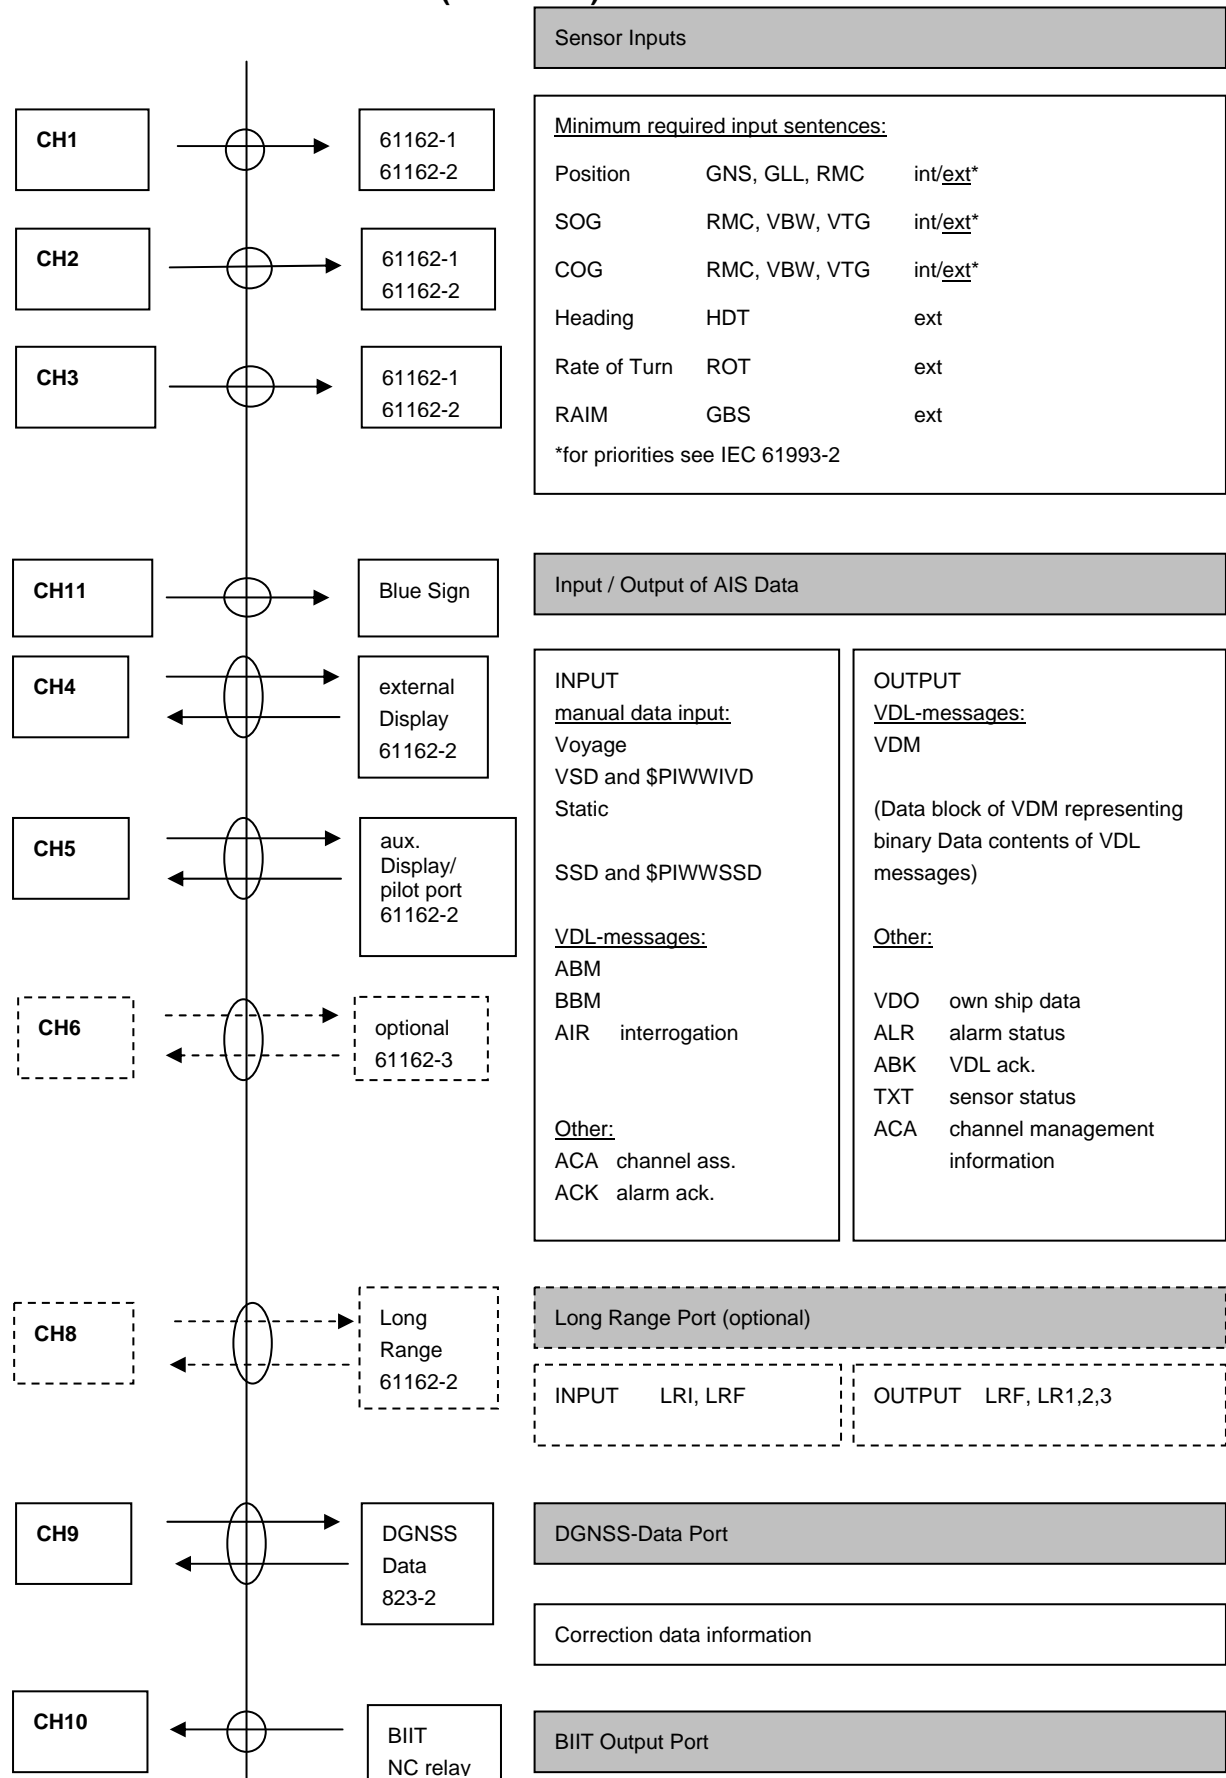 Sensor Inputs
CH1
61162-1
61162-2
Minimum required input sentences:
Position GNS, GLL, RMC int/ext*
SOG RMC, VBW, VTG int/ext*
COG RMC, VBW, VTG int/ext*
Heading HDT ext
Rate of Turn ROT ext
RAIM GBS ext
*for priorities see IEC 61993-2
CH2
61162-1
61162-2
CH3
61162-1
61162-2
CH11
Blue Sign
Input / Output of AIS Data
CH4
external
Display
61162-2
CH5
aux.
Display/
pilot port
61162-2
CH6
optional
61162-3
INPUT
manual data input:
Voyage
VSD and $PIWWIVD
Static
SSD and $PIWWSSD
VDL-messages:
ABM
BBM
AIR interrogation
Other:
ACA channel ass.
ACK alarm ack.
OUTPUT
VDL-messages:
VDM
(Data block of VDM representing
binary Data contents of VDL
messages)
Other:
VDO own ship data
ALR alarm status
ABK VDL ack.
TXT sensor status
ACA channel management
information
CH8
Long
Range
61162-2
Long Range Port (optional)
INPUT LRI, LRF
OUTPUT LRF, LR1,2,3
CH9
DGNSS
Data
823-2
DGNSS-Data Port
Correction data information
CH10
BIIT
NC relay
BIIT Output Port